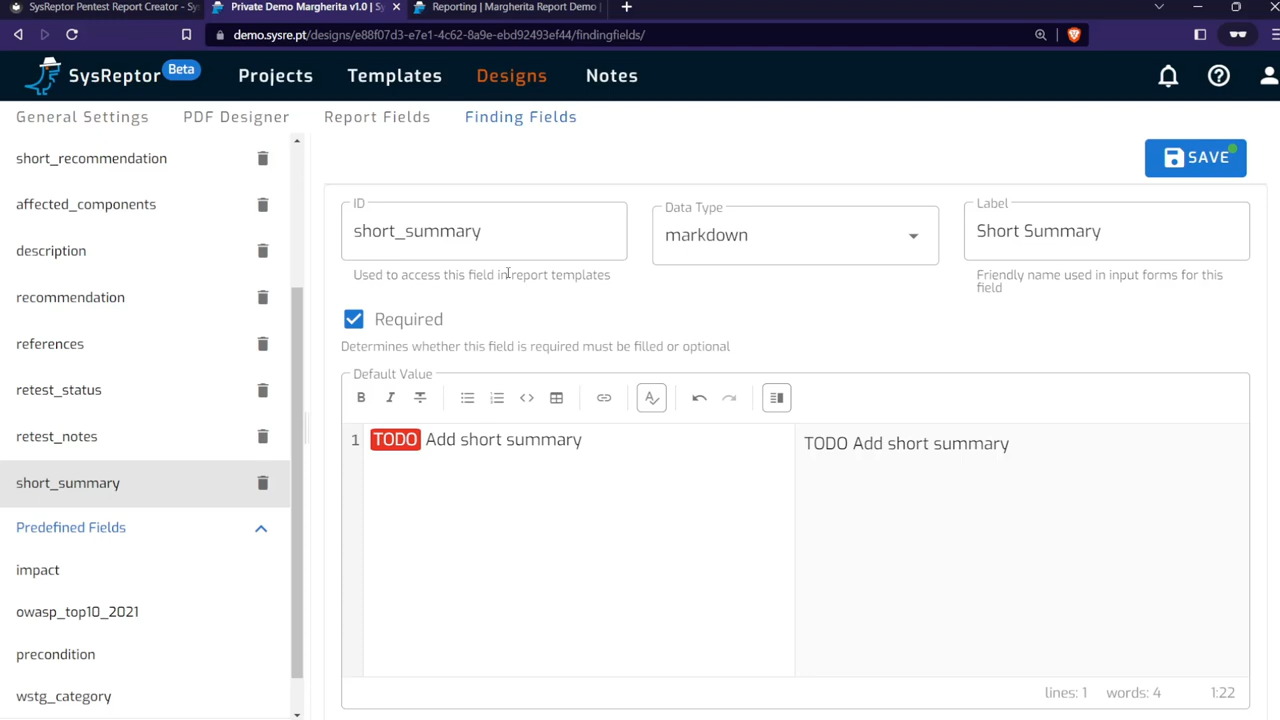 SysReptor Pentest Report Creator - Sy
Private Demo Margherita v1.0 | Sy
Reporting | Margherita Report Demo
demo.sysre.pt/designs/e88f07d3-e7e1-4c62-8a9e-ebd92493ef44/findingfields/
SysReptor Beta
Projects
Templates
Designs
Notes
General Settings
PDF Designer
Report Fields
Finding Fields
short_recommendation
affected_components
description
recommendation
references
retest_status
retest_notes
short_summary
Predefined Fields
impact
owasp_top10_2021
precondition
wstg_category
SAVE
ID
short_summary
Used to access this field in report templates
Data Type
markdown
Label
Short Summary
Friendly name used in input forms for this
field
Required
Determines whether this field is required must be filled or optional
Default Value
1 TODO Add short summary
TODO Add short summary
lines: 1 words: 4 1:22